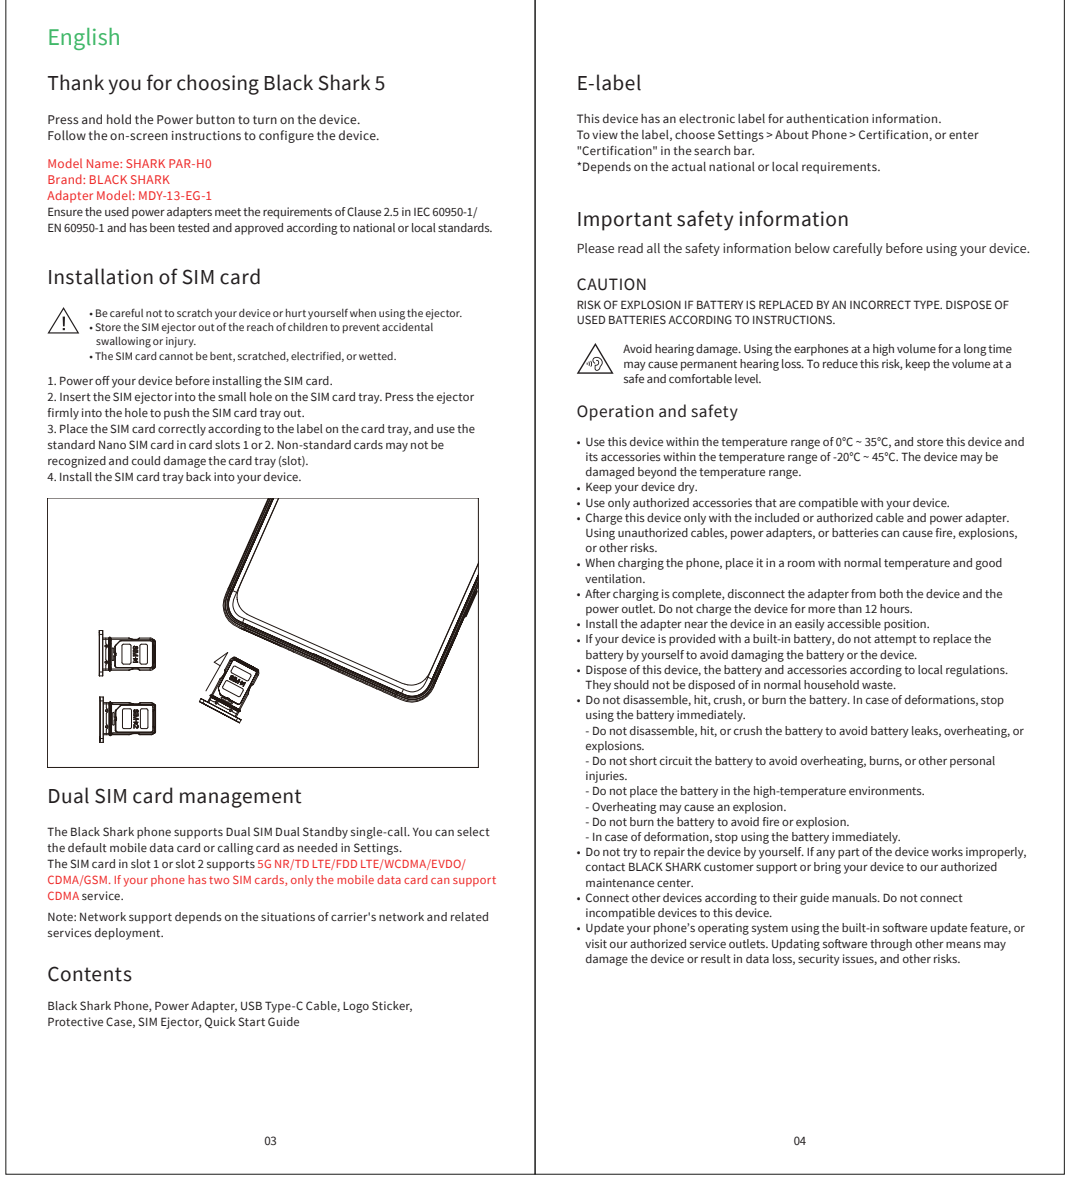 English
Thank you for choosing Black Shark 5
Press and hold the Power button to turn on the device.
Follow the on-screen instructions to configure the device.
Model Name: SHARK PAR-H0
Brand: BLACK SHARK
Adapter Model: MDY-13-EG-1
Ensure the used power adapters meet the requirements of Clause 2.5 in IEC 60950-1/
EN 60950-1 and has been tested and approved according to national or local standards.
Installation of SIM card
• Be careful not to scratch your device or hurt yourself when using the ejector.
• Store the SIM ejector out of the reach of children to prevent accidental
swallowing or injury.
• The SIM card cannot be bent, scratched, electrified, or wetted.
1. Power off your device before installing the SIM card.
2. Insert the SIM ejector into the small hole on the SIM card tray. Press the ejector
firmly into the hole to push the SIM card tray out.
3. Place the SIM card correctly according to the label on the card tray, and use the
standard Nano SIM card in card slots 1 or 2. Non-standard cards may not be
recognized and could damage the card tray (slot).
4. Install the SIM card tray back into your device.
Dual SIM card management
The Black Shark phone supports Dual SIM Dual Standby single-call. You can select
the default mobile data card or calling card as needed in Settings.
The SIM card in slot 1 or slot 2 supports 5G NR/TD LTE/FDD LTE/WCDMA/EVDO/
CDMA/GSM. If your phone has two SIM cards, only the mobile data card can support
CDMA service.
Note: Network support depends on the situations of carrier's network and related
services deployment.
Contents
Black Shark Phone, Power Adapter, USB Type-C Cable, Logo Sticker,
Protective Case, SIM Ejector, Quick Start Guide
03
E-label
This device has an electronic label for authentication information.
To view the label, choose Settings > About Phone > Certification, or enter
"Certification" in the search bar.
*Depends on the actual national or local requirements.
Important safety information
Please read all the safety information below carefully before using your device.
CAUTION
RISK OF EXPLOSION IF BATTERY IS REPLACED BY AN INCORRECT TYPE. DISPOSE OF
USED BATTERIES ACCORDING TO INSTRUCTIONS.
Avoid hearing damage. Using the earphones at a high volume for a long time
may cause permanent hearing loss. To reduce this risk, keep the volume at a
safe and comfortable level.
Operation and safety
• Use this device within the temperature range of 0°C ~ 35°C, and store this device and
its accessories within the temperature range of -20°C ~ 45°C. The device may be
damaged beyond the temperature range.
• Keep your device dry.
• Use only authorized accessories that are compatible with your device.
• Charge this device only with the included or authorized cable and power adapter.
Using unauthorized cables, power adapters, or batteries can cause fire, explosions,
or other risks.
• When charging the phone, place it in a room with normal temperature and good
ventilation.
• After charging is complete, disconnect the adapter from both the device and the
power outlet. Do not charge the device for more than 12 hours.
• Install the adapter near the device in an easily accessible position.
• If your device is provided with a built-in battery, do not attempt to replace the
battery by yourself to avoid damaging the battery or the device.
• Dispose of this device, the battery and accessories according to local regulations.
They should not be disposed of in normal household waste.
• Do not disassemble, hit, crush, or burn the battery. In case of deformations, stop
using the battery immediately.
- Do not disassemble, hit, or crush the battery to avoid battery leaks, overheating, or
explosions.
- Do not short circuit the battery to avoid overheating, burns, or other personal
injuries.
- Do not place the battery in the high-temperature environments.
- Overheating may cause an explosion.
- Do not burn the battery to avoid fire or explosion.
- In case of deformation, stop using the battery immediately.
• Do not try to repair the device by yourself. If any part of the device works improperly,
contact BLACK SHARK customer support or bring your device to our authorized
maintenance center.
• Connect other devices according to their guide manuals. Do not connect
incompatible devices to this device.
• Update your phone's operating system using the built-in software update feature, or
visit our authorized service outlets. Updating software through other means may
damage the device or result in data loss, security issues, and other risks.
04